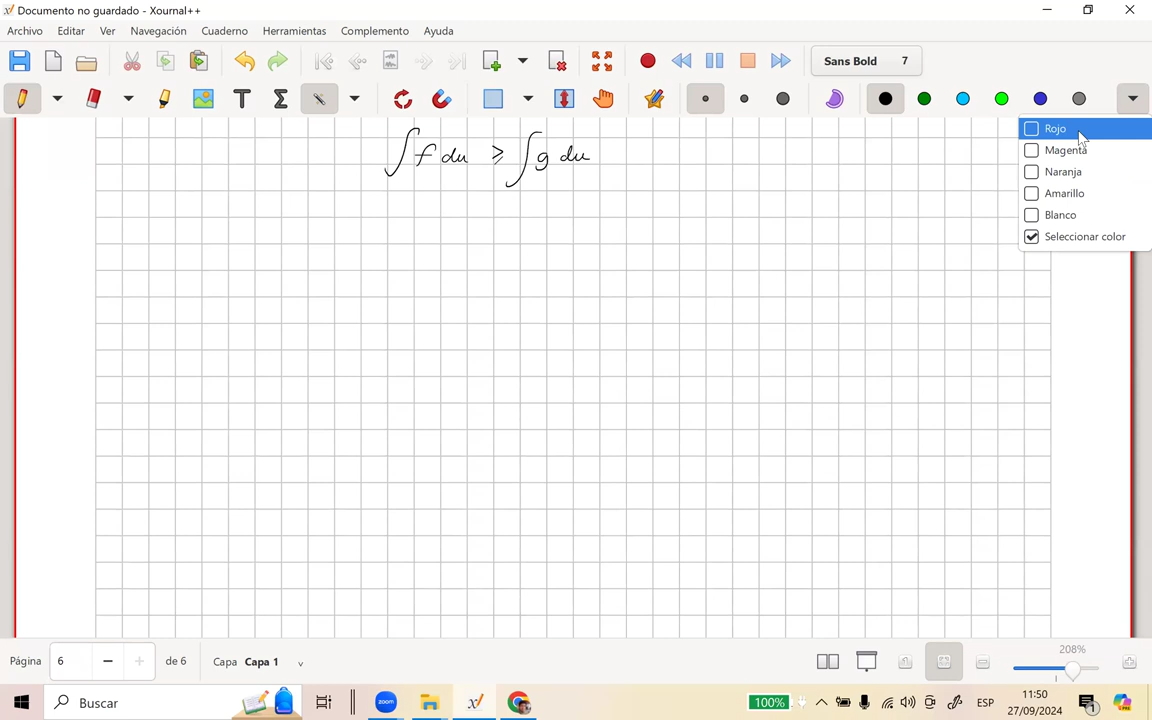 Documento no guardado - Xournal++
Archivo Editar Ver Navegación Cuaderno Herramientas Complemento Ayuda
Sans Bold 7
Rojo
Magenta
Naranja
Amarillo
Blanco
Seleccionar color
∫f du ⩾ ∫g du
Página 6 de 6 Capa Capa 1
208%
Buscar
zoom
100%
ESP
11:50
27/09/2024
1